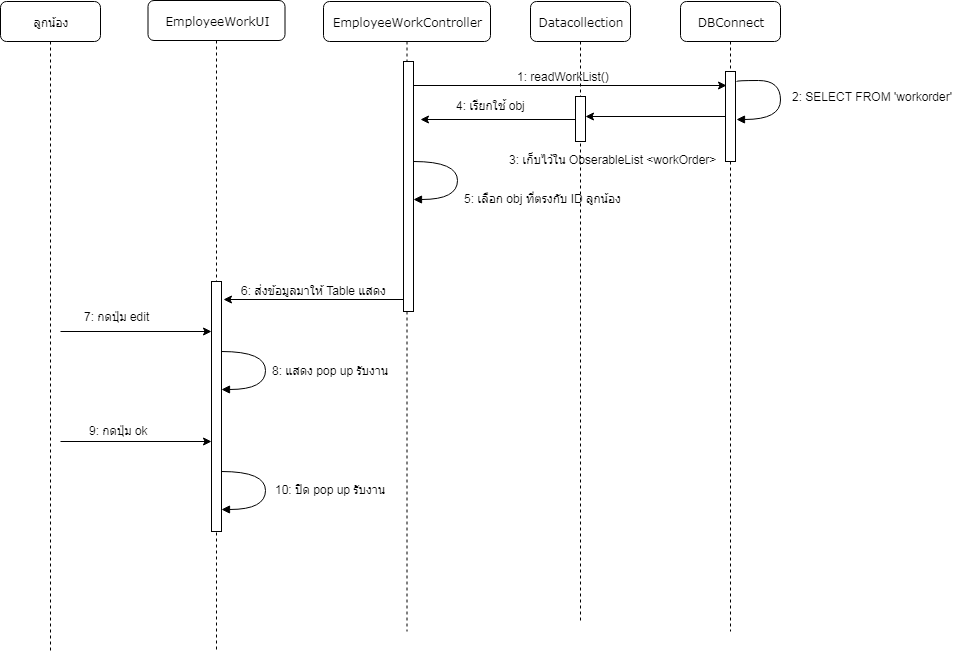 ลูกน้อง
EmployeeWorkUI
EmployeeWorkController
Datacollection
DBConnect
1: readWorkList()
2: SELECT FROM 'workorder'
4: เรียกใช้ obj
3: เก็บไว้ใน ObserableList <workOrder>
5: เลือก obj ที่ตรงกับ ID ลูกน้อง
6: ส่งข้อมูลมาให้ Table แสดง
7: กดปุ่ม edit
8: แสดง pop up รับงาน
9: กดปุ่ม ok
10: ปิด pop up รับงาน